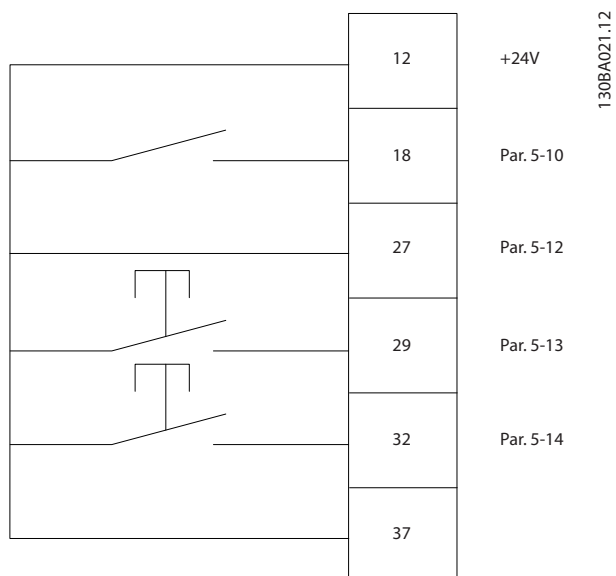 12 +24V
18 Par. 5-10
27 Par. 5-12
29 Par. 5-13
32 Par. 5-14
37
130BA021.12